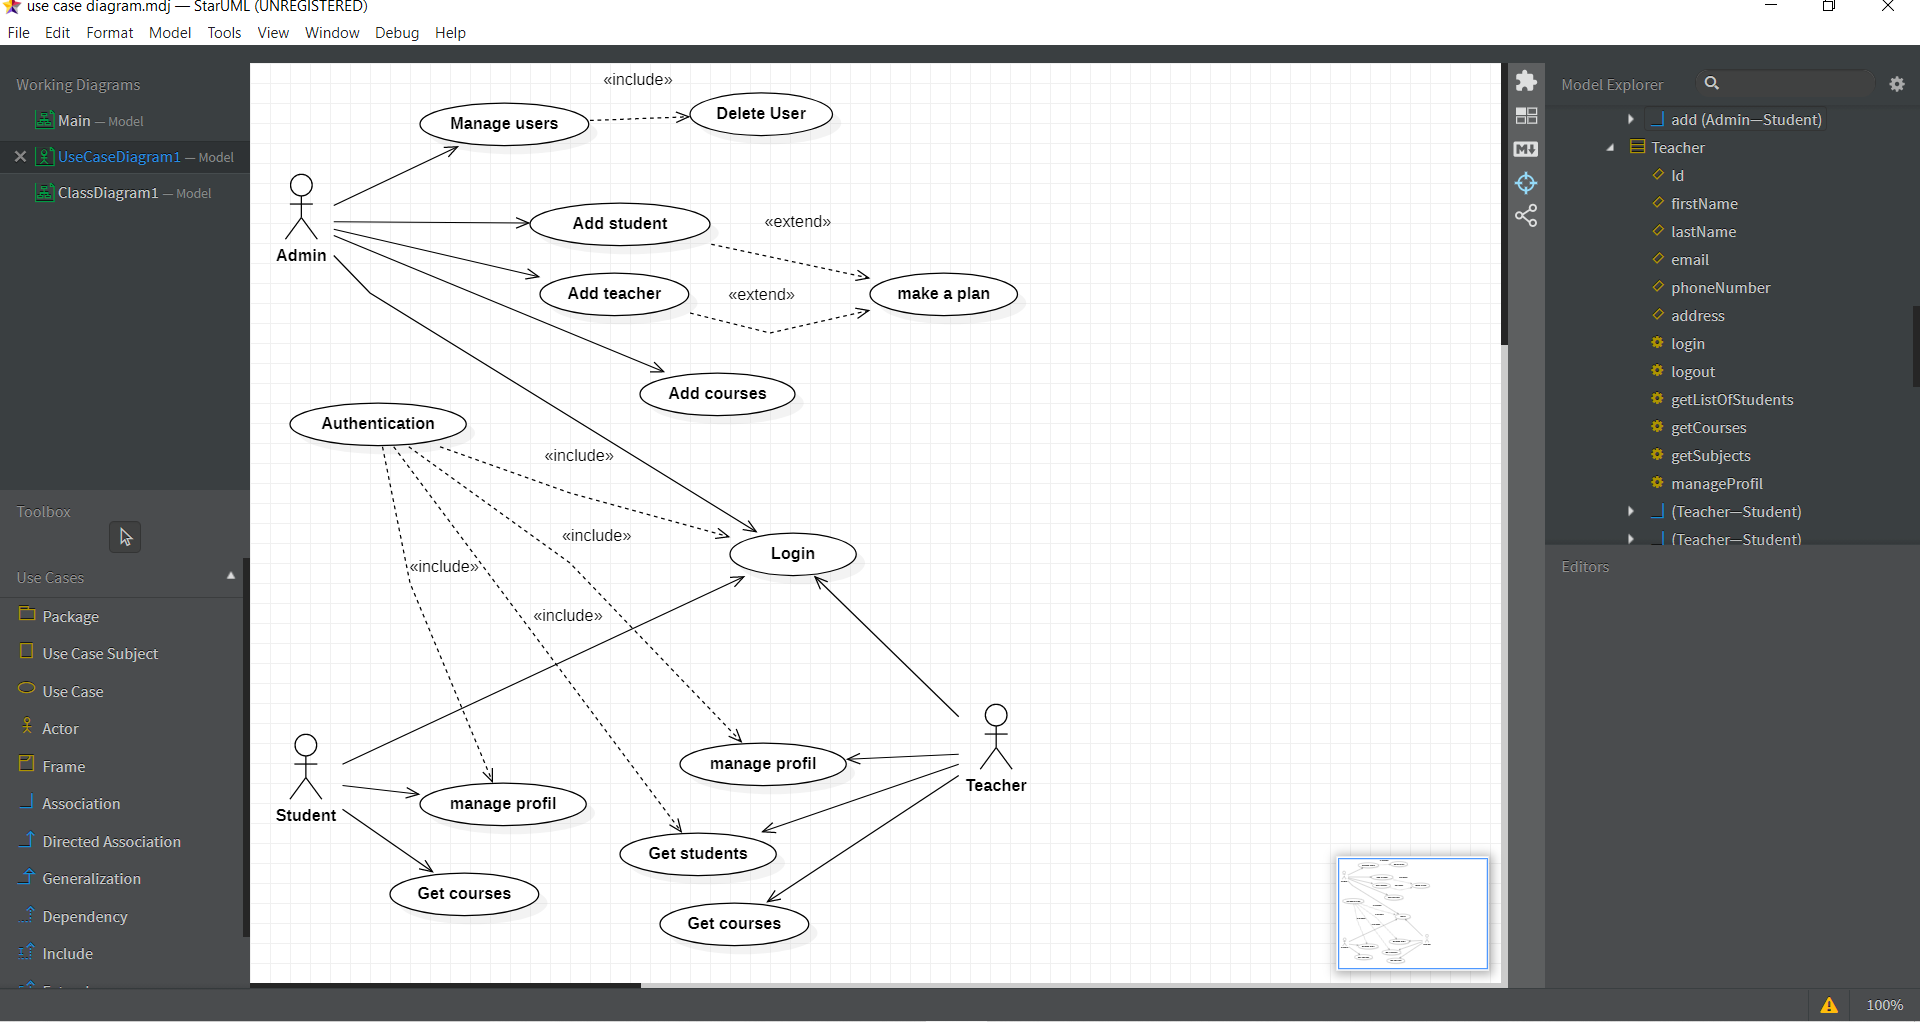 use case diagram.mdj — StarUML (UNREGISTERED)
File Edit Format Model Tools View Window Debug Help
Working Diagrams
Main — Model
UseCaseDiagram1 — Model
ClassDiagram1 — Model
Toolbox
Use Cases
Package
Use Case Subject
Use Case
Actor
Frame
Association
Directed Association
Generalization
Dependency
Include
«include»
Manage users
Delete User
Admin
Add student
«extend»
Add teacher
«extend»
make a plan
Add courses
Authentication
«include»
«include»
«include»
«include»
Login
Student
manage profil
Get courses
manage profil
Get students
Get courses
Teacher
M↓
Model Explorer
add (Admin—Student)
Teacher
Id
firstName
lastName
email
phoneNumber
address
login
logout
getListOfStudents
getCourses
getSubjects
manageProfil
(Teacher—Student)
(Teacher—Student)
Editors
100%